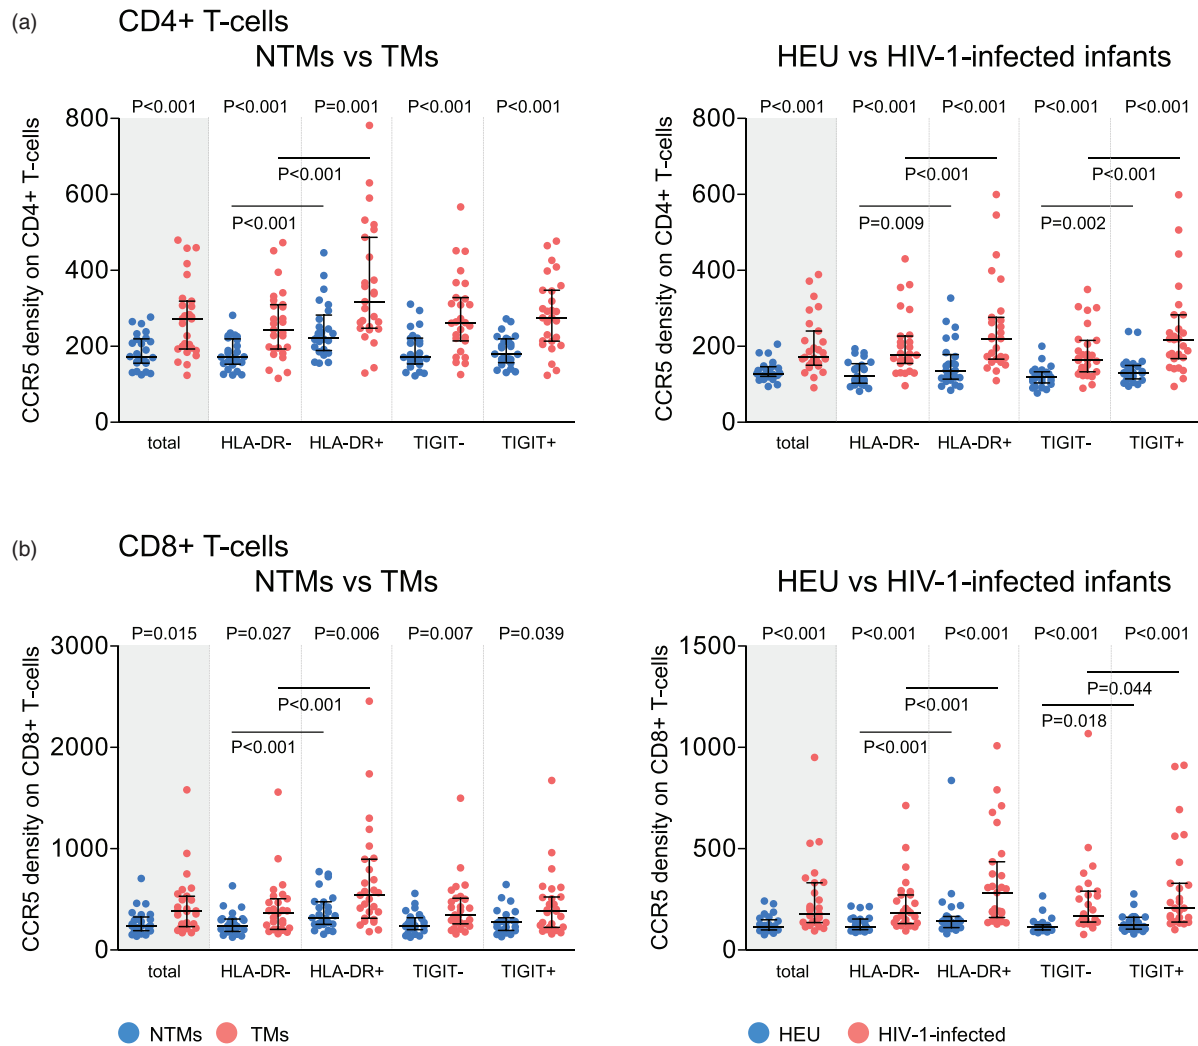 (a) CD4+ T-cells
NTMs vs TMs
HEU vs HIV-1-infected infants
P<0.001 P<0.001 P=0.001 P<0.001 P<0.001
P<0.001 P<0.001 P<0.001 P<0.001 P<0.001
CCR5 density on CD4+ T-cells
800
600
400
200
0
P<0.001
P<0.001
total HLA-DR- HLA-DR+ TIGIT- TIGIT+
CCR5 density on CD4+ T-cells
800
600
400
200
0
P<0.001 P<0.001
P=0.009 P=0.002
total HLA-DR- HLA-DR+ TIGIT- TIGIT+
(b) CD8+ T-cells
NTMs vs TMs
HEU vs HIV-1-infected infants
P=0.015 P=0.027 P=0.006 P=0.007 P=0.039
P<0.001 P<0.001 P<0.001 P<0.001 P<0.001
CCR5 density on CD8+ T-cells
3000
2000
1000
0
P<0.001
P<0.001
total HLA-DR- HLA-DR+ TIGIT- TIGIT+
CCR5 density on CD8+ T-cells
1500
1000
500
0
P=0.044
P<0.001 P=0.018
P<0.001
total HLA-DR- HLA-DR+ TIGIT- TIGIT+
NTMs TMs
HEU HIV-1-infected